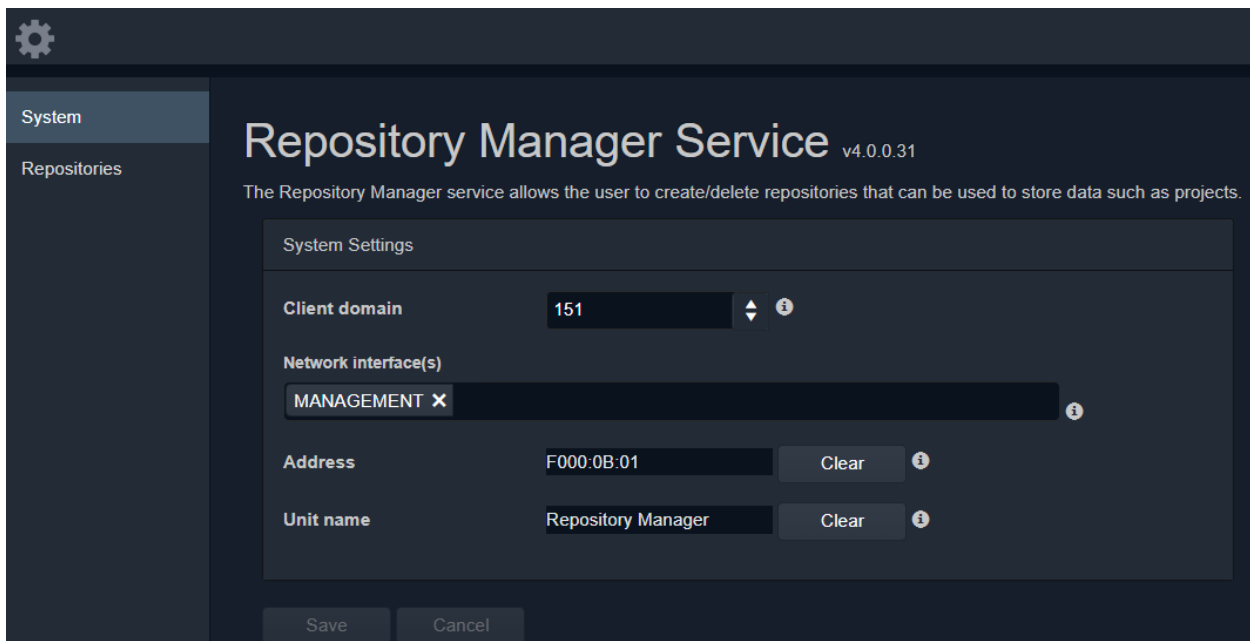 System
Repositories
Repository Manager Service v4.0.0.31
The Repository Manager service allows the user to create/delete repositories that can be used to store data such as projects.
System Settings
Client domain 151
Network interface(s)
MANAGEMENT
Address F000:0B:01 Clear
Unit name Repository Manager Clear
Save Cancel